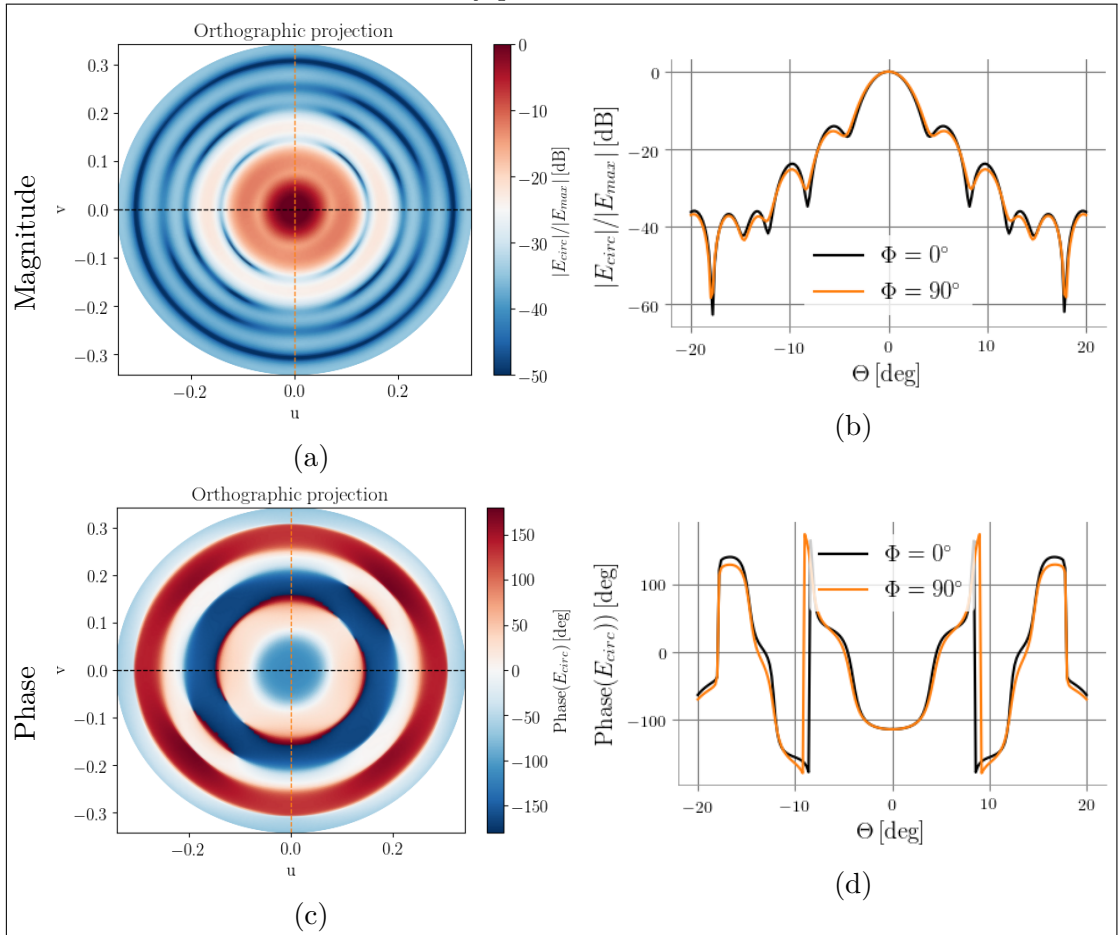 Magnitude
Orthographic projection
0.3
0.2
0.1
0.0
−0.1
−0.2
−0.3
v
−0.2
0.0
0.2
u
0
−10
−20
−30
−40
−50
|E_circ|/|E_max| [dB]
(a)
0
−20
−40
−60
|E_circ|/|E_max| [dB]
Φ = 0°
Φ = 90°
−20
−10
0
10
20
Θ [deg]
(b)
Phase
Orthographic projection
0.3
0.2
0.1
0.0
−0.1
−0.2
−0.3
v
−0.2
0.0
0.2
u
150
100
50
0
−50
−100
−150
Phase(E_circ) [deg]
(c)
100
0
−100
Phase(E_circ)) [deg]
Φ = 0°
Φ = 90°
−20
−10
0
10
20
Θ [deg]
(d)